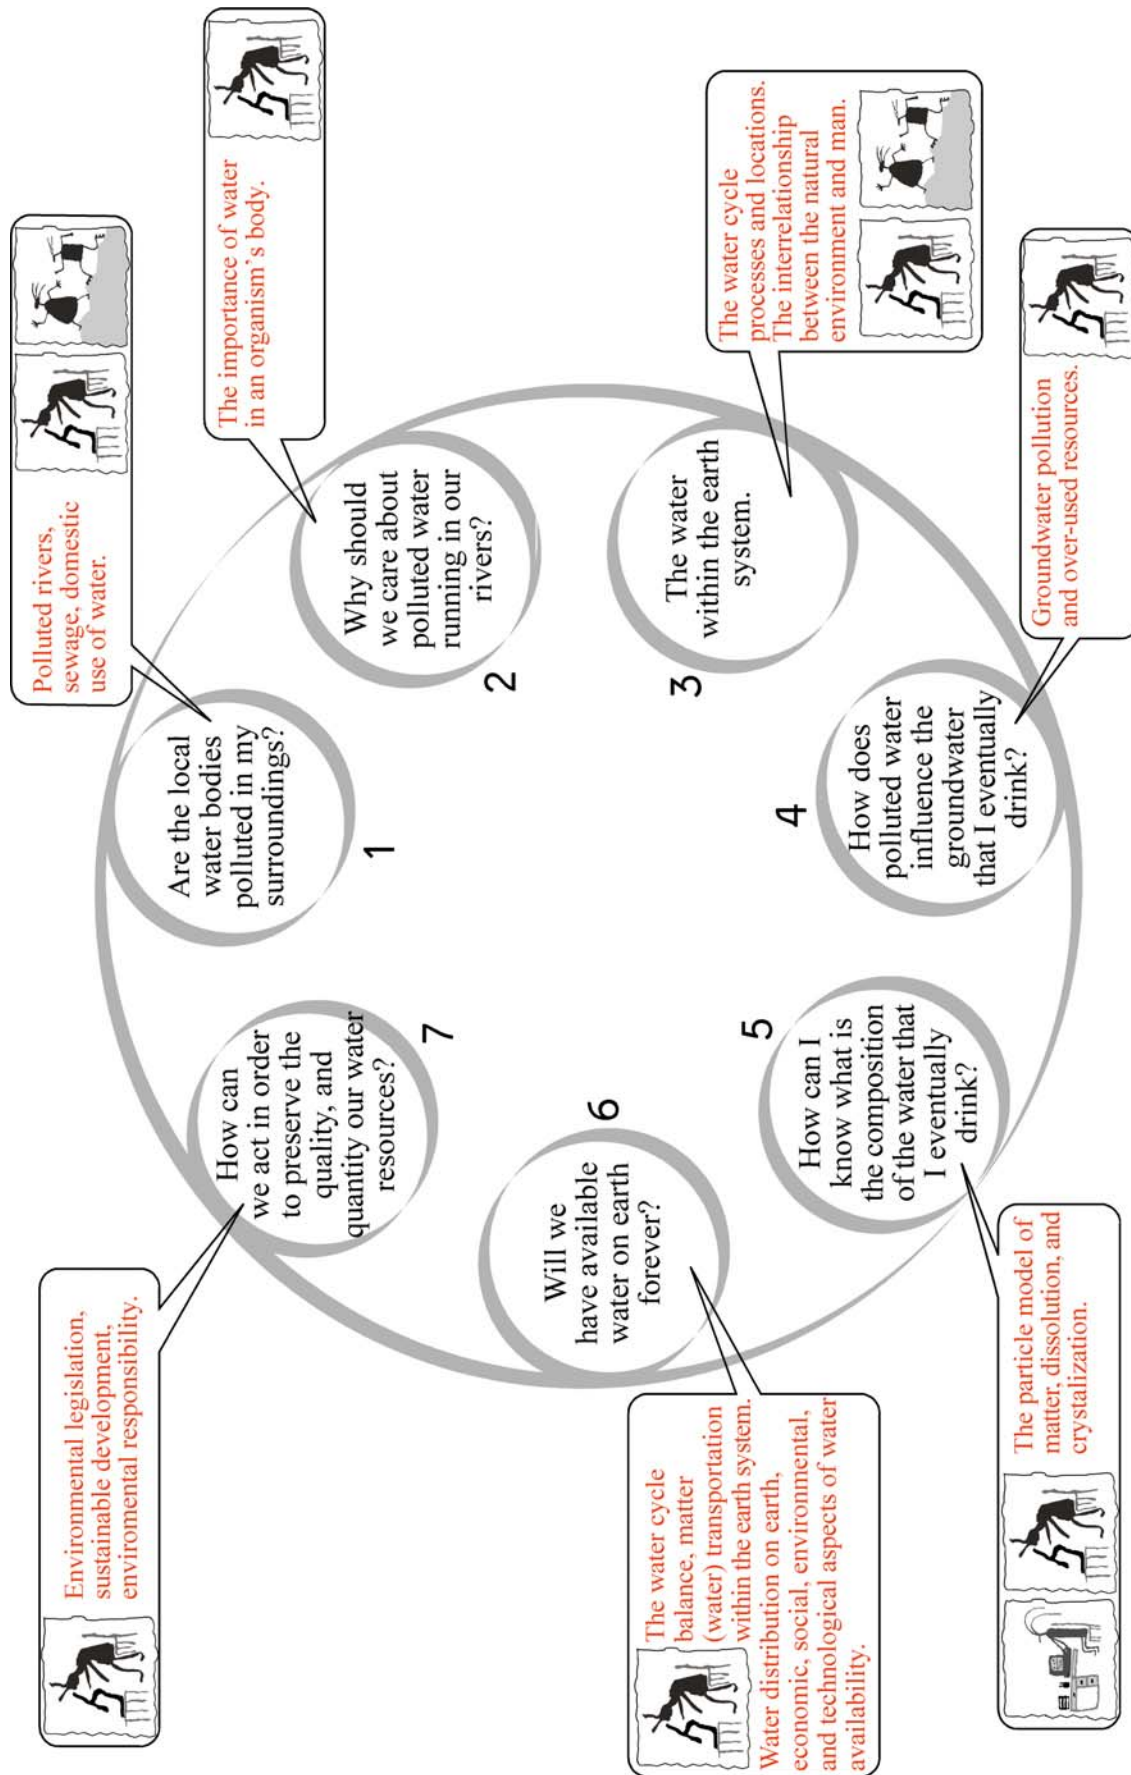 Are the local
water bodies
polluted in my
surroundings?
1
Polluted rivers,
sewage, domestic
use of water.
Why should
we care about
polluted water
running in our
rivers?
2
The importance of water
in an organism's body.
The water
within the earth
system.
3
The water cycle
processes and locations.
The interrelationship
between the natural
environment and man.
How does
polluted water
influence the
groundwater
that I eventually
drink?
4
Groundwater pollution
and over-used resources.
How can I
know what is
the composition
of the water that
I eventually
drink?
5
The particle model of
matter, dissolution, and
crystalization.
Will we
have available
water on earth
forever?
6
The water cycle
balance, matter
(water) transportation
within the earth system.
Water distribution on earth,
economic, social, environmental,
and technological aspects of water
availability.
How can
we act in order
to preserve the
quality, and
quantity our water
resources?
7
Environmental legislation,
sustainable development,
enviromental responsibility.